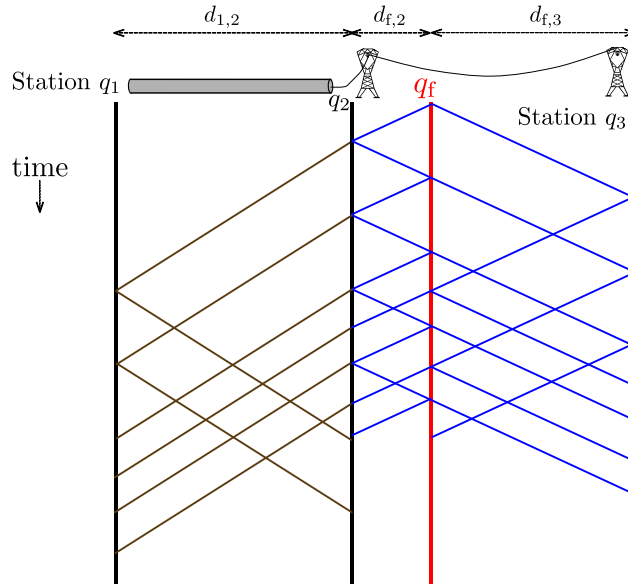 d1,2 df,2 df,3
Station q1
q2
qf
Station q3
time